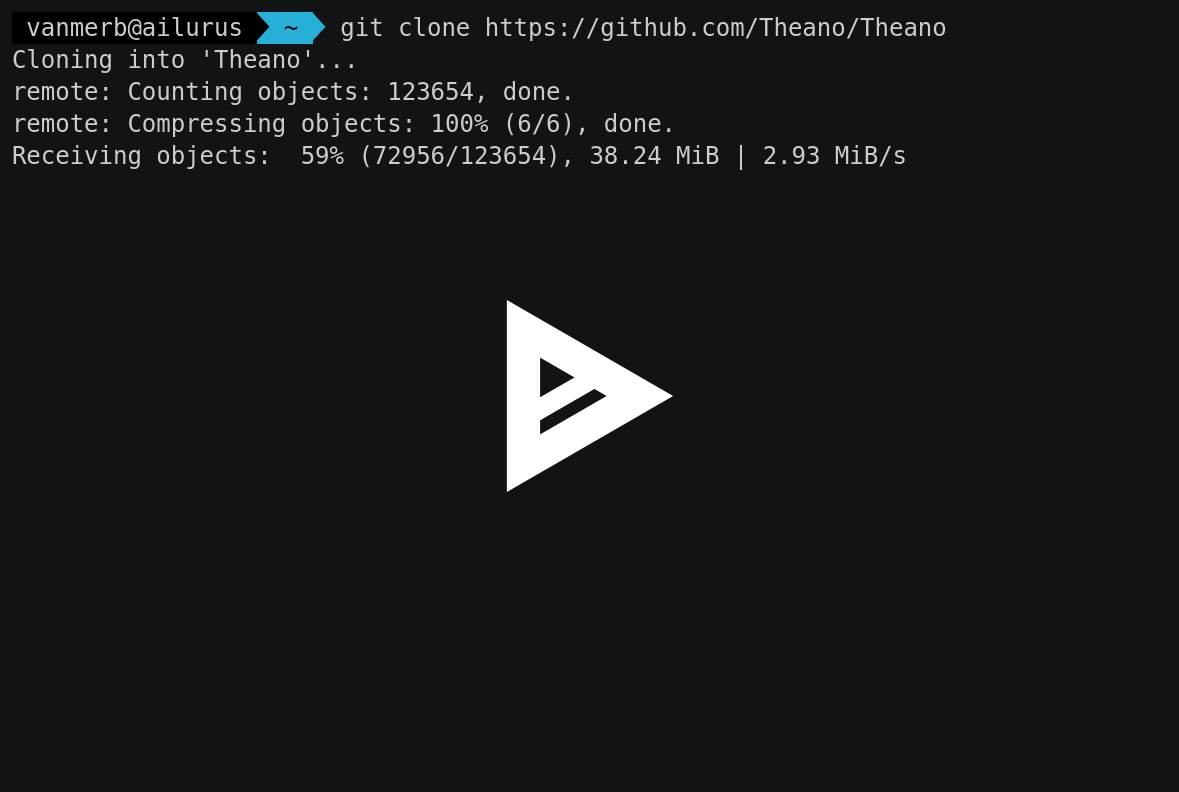 vanmerb@ailurus ~ git clone https://github.com/Theano/Theano
Cloning into 'Theano'...
remote: Counting objects: 123654, done.
remote: Compressing objects: 100% (6/6), done.
Receiving objects:  59% (72956/123654), 38.24 MiB | 2.93 MiB/s